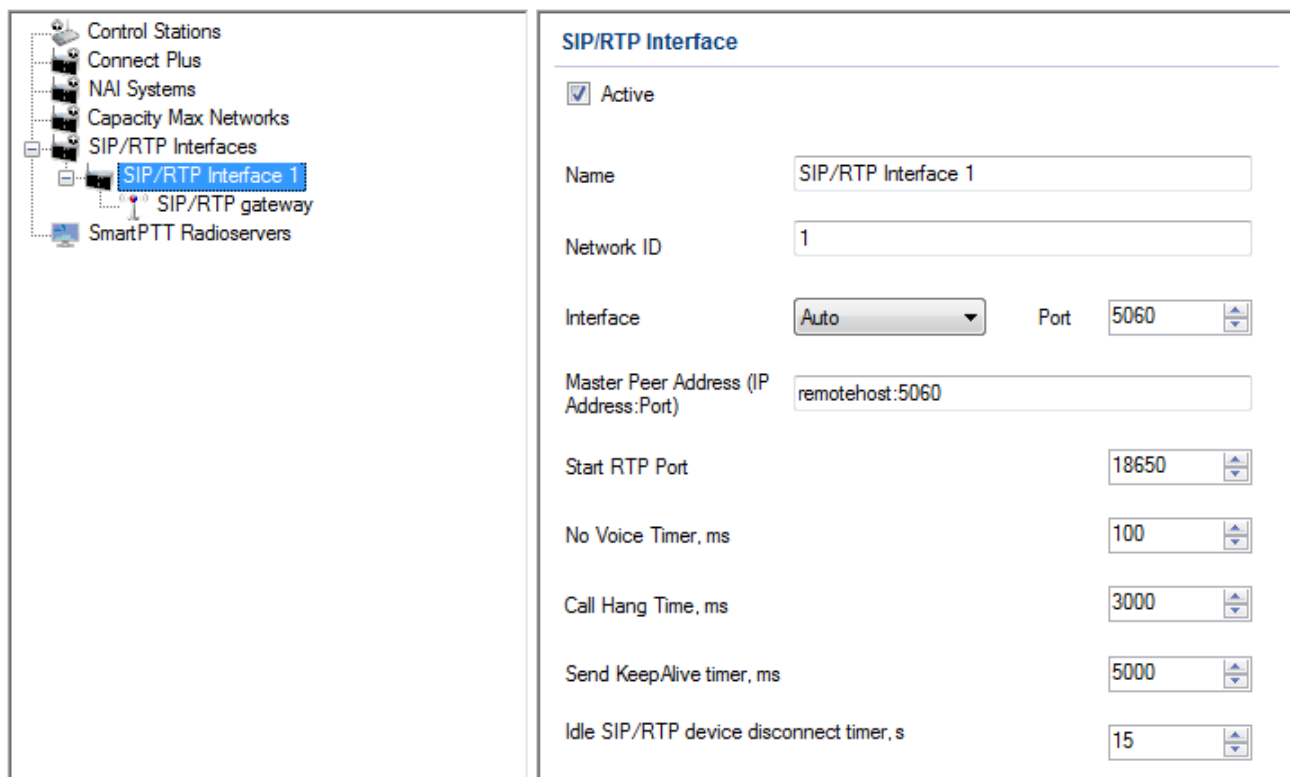 Control Stations
Connect Plus
NAI Systems
Capacity Max Networks
SIP/RTP Interfaces
SIP/RTP Interface 1
SIP/RTP gateway
SmartPTT Radioservers
SIP/RTP Interface
Active
Name SIP/RTP Interface 1
Network ID 1
Interface Auto Port 5060
Master Peer Address (IP
Address:Port) remotehost:5060
Start RTP Port 18650
No Voice Timer, ms 100
Call Hang Time, ms 3000
Send KeepAlive timer, ms 5000
Idle SIP/RTP device disconnect timer, s 15